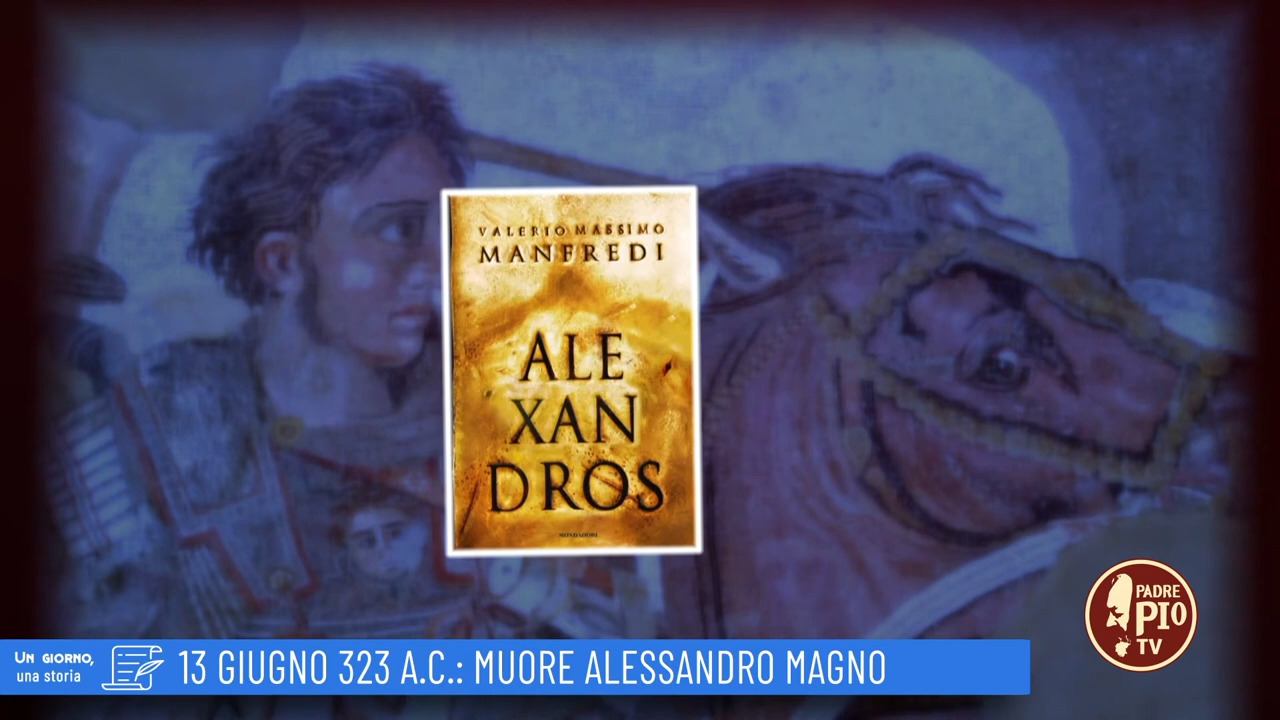 VALERIO MASSIMO
MANFREDI
ALE
XAN
DROS
MONDADORI
PADRE
PIO
TV
UN GIORNO,
una storia
13 GIUGNO 323 A.C.: MUORE ALESSANDRO MAGNO